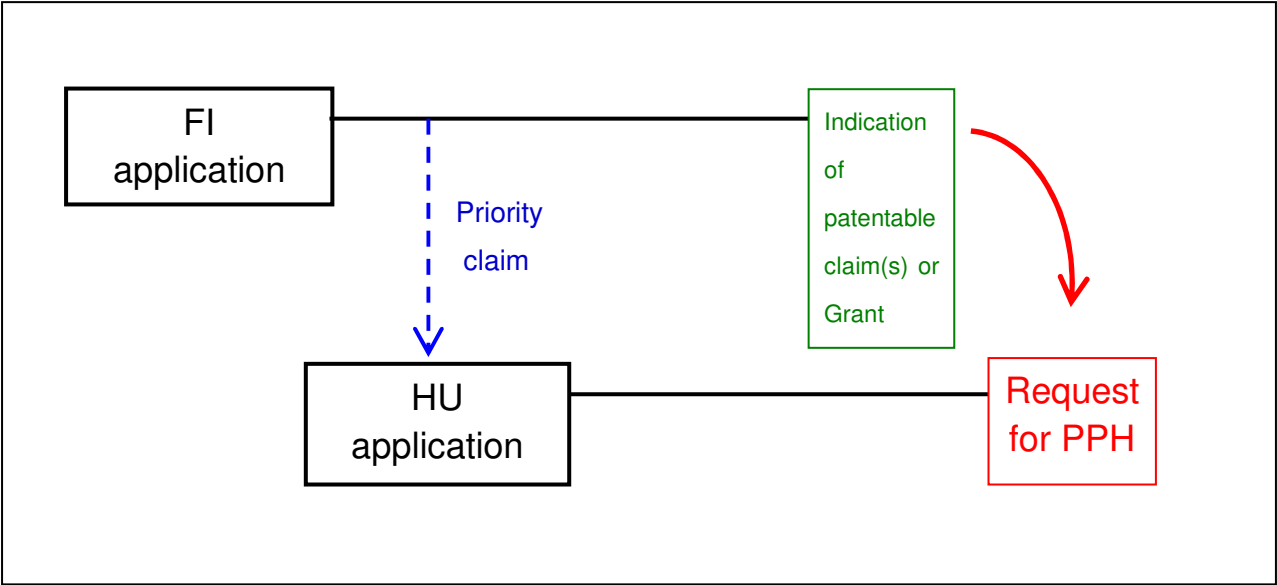 FI
application
Indication
of
patentable
claim(s) or
Grant
Priority
claim
HU
application
Request
for PPH